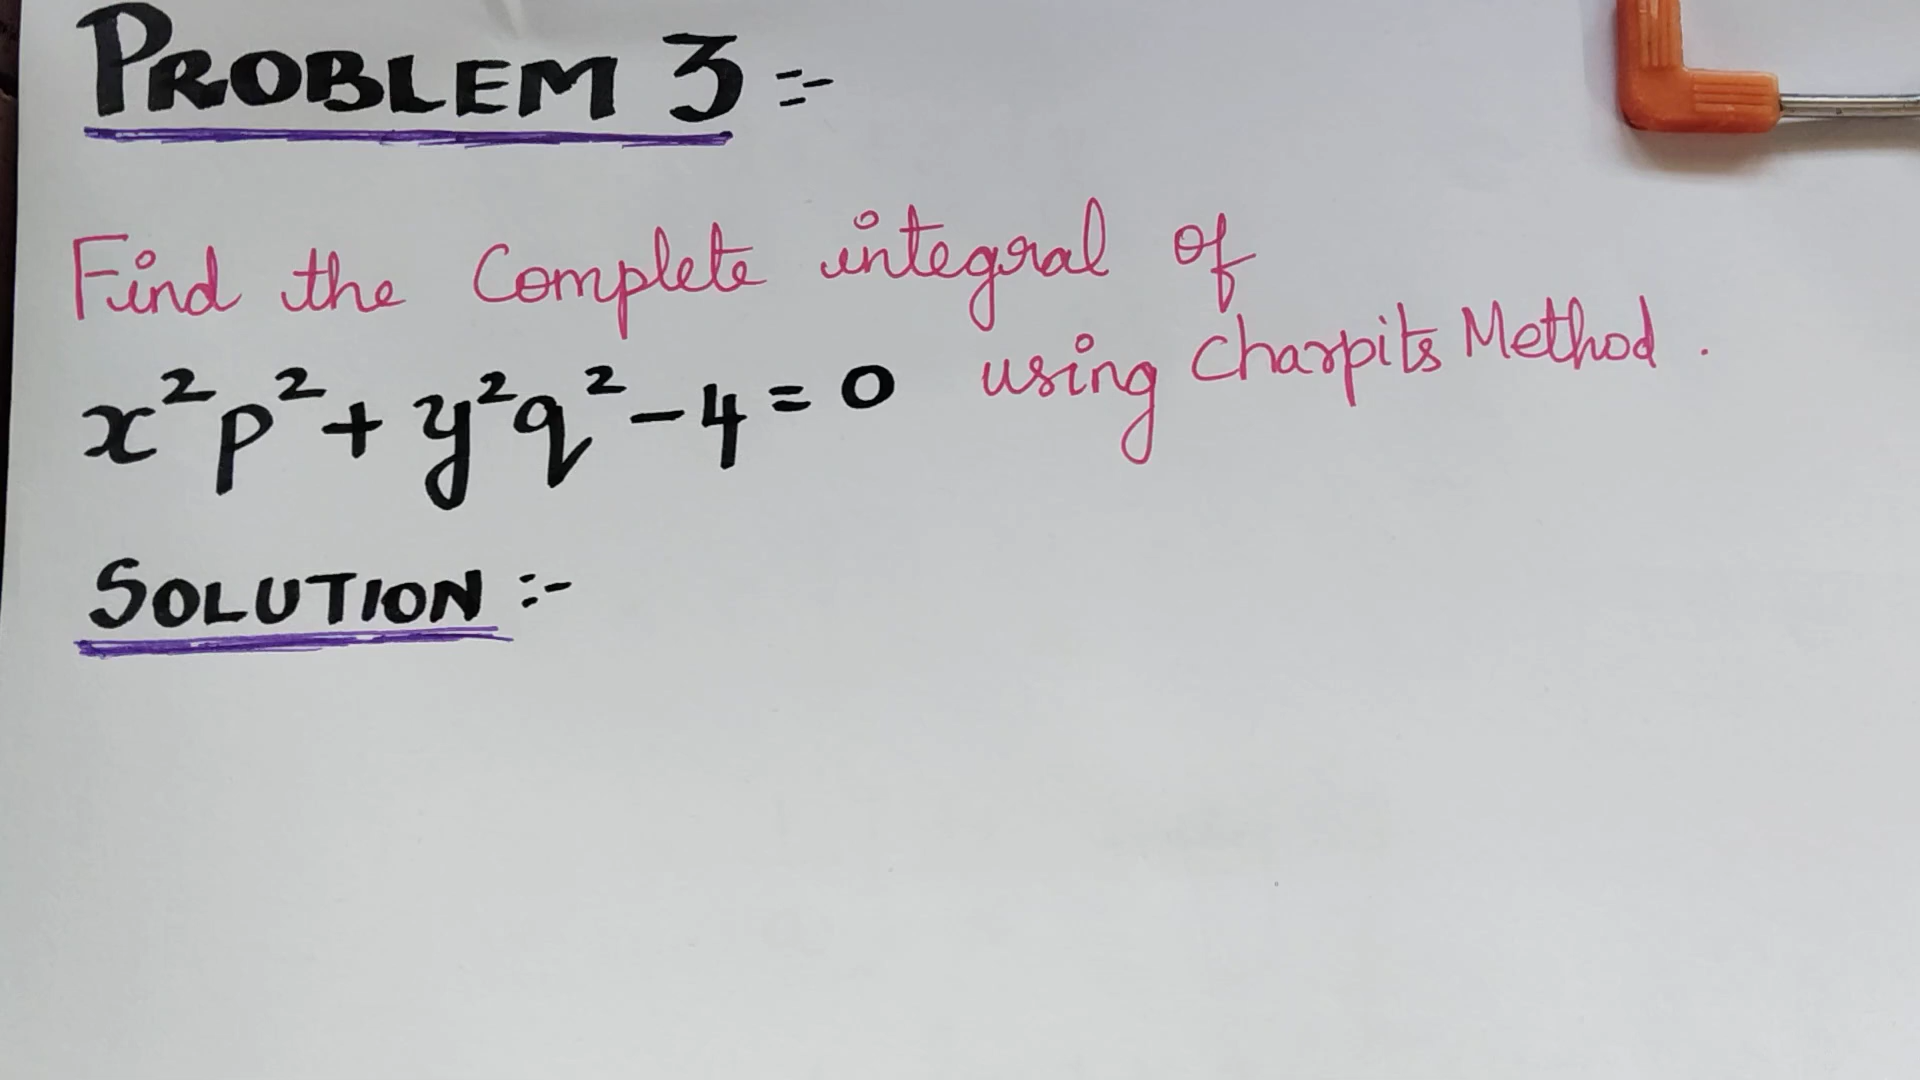 PROBLEM 3 :-
Find the Complete integral of
x²p² + y²q² - 4 = 0 using Charpits Method.
SOLUTION :-